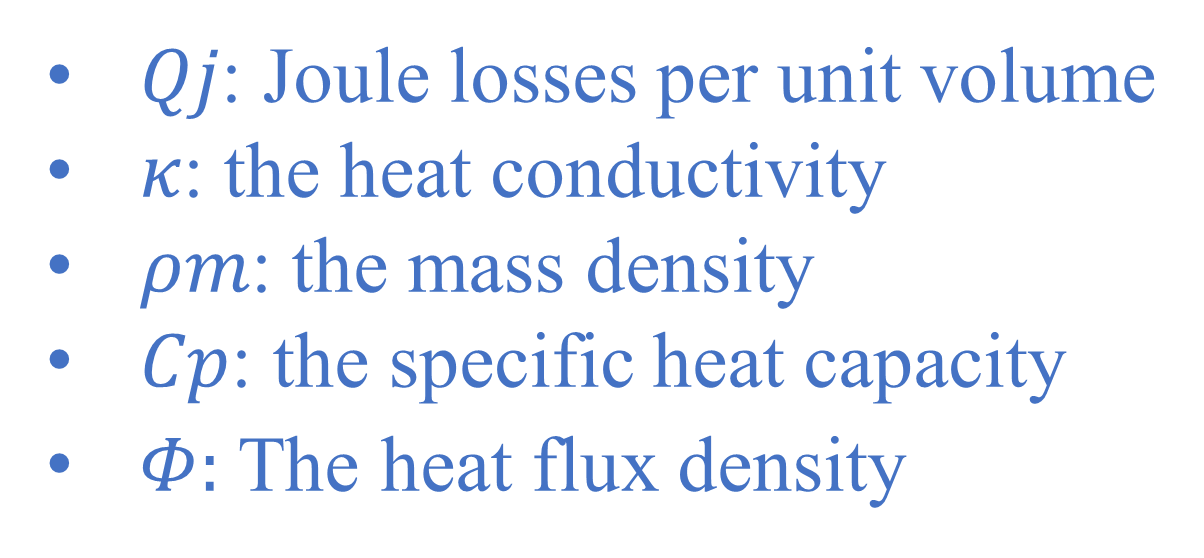 • Qj: Joule losses per unit volume
• κ: the heat conductivity
• ρm: the mass density
• Cp: the specific heat capacity
• Φ: The heat flux density